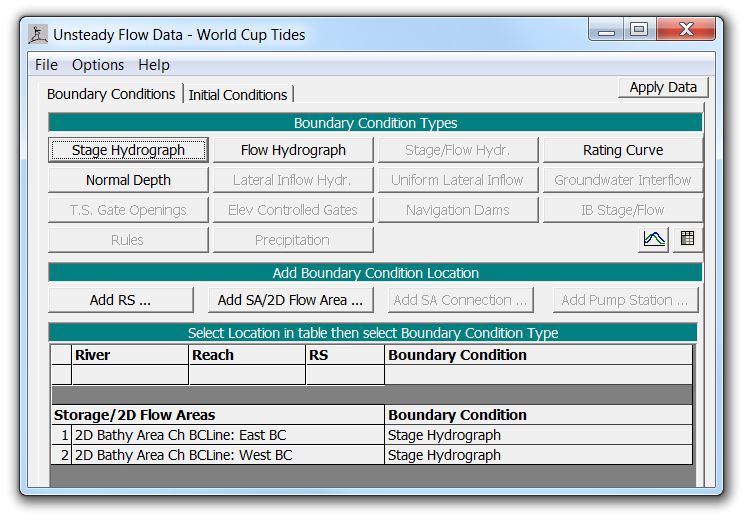 Unsteady Flow Data - World Cup Tides
File Options Help
Boundary Conditions Initial Conditions Apply Data
Boundary Condition Types
Stage Hydrograph Flow Hydrograph Stage/Flow Hydr. Rating Curve
Normal Depth Lateral Inflow Hydr. Uniform Lateral Inflow Groundwater Interflow
T.S. Gate Openings Elev Controlled Gates Navigation Dams IB Stage/Flow
Rules Precipitation
Add Boundary Condition Location
Add RS ... Add SA/2D Flow Area ... Add SA Connection ... Add Pump Station ...
Select Location in table then select Boundary Condition Type
River Reach RS Boundary Condition
Storage/2D Flow Areas Boundary Condition
1 2D Bathy Area Ch BCLine: East BC Stage Hydrograph
2 2D Bathy Area Ch BCLine: West BC Stage Hydrograph